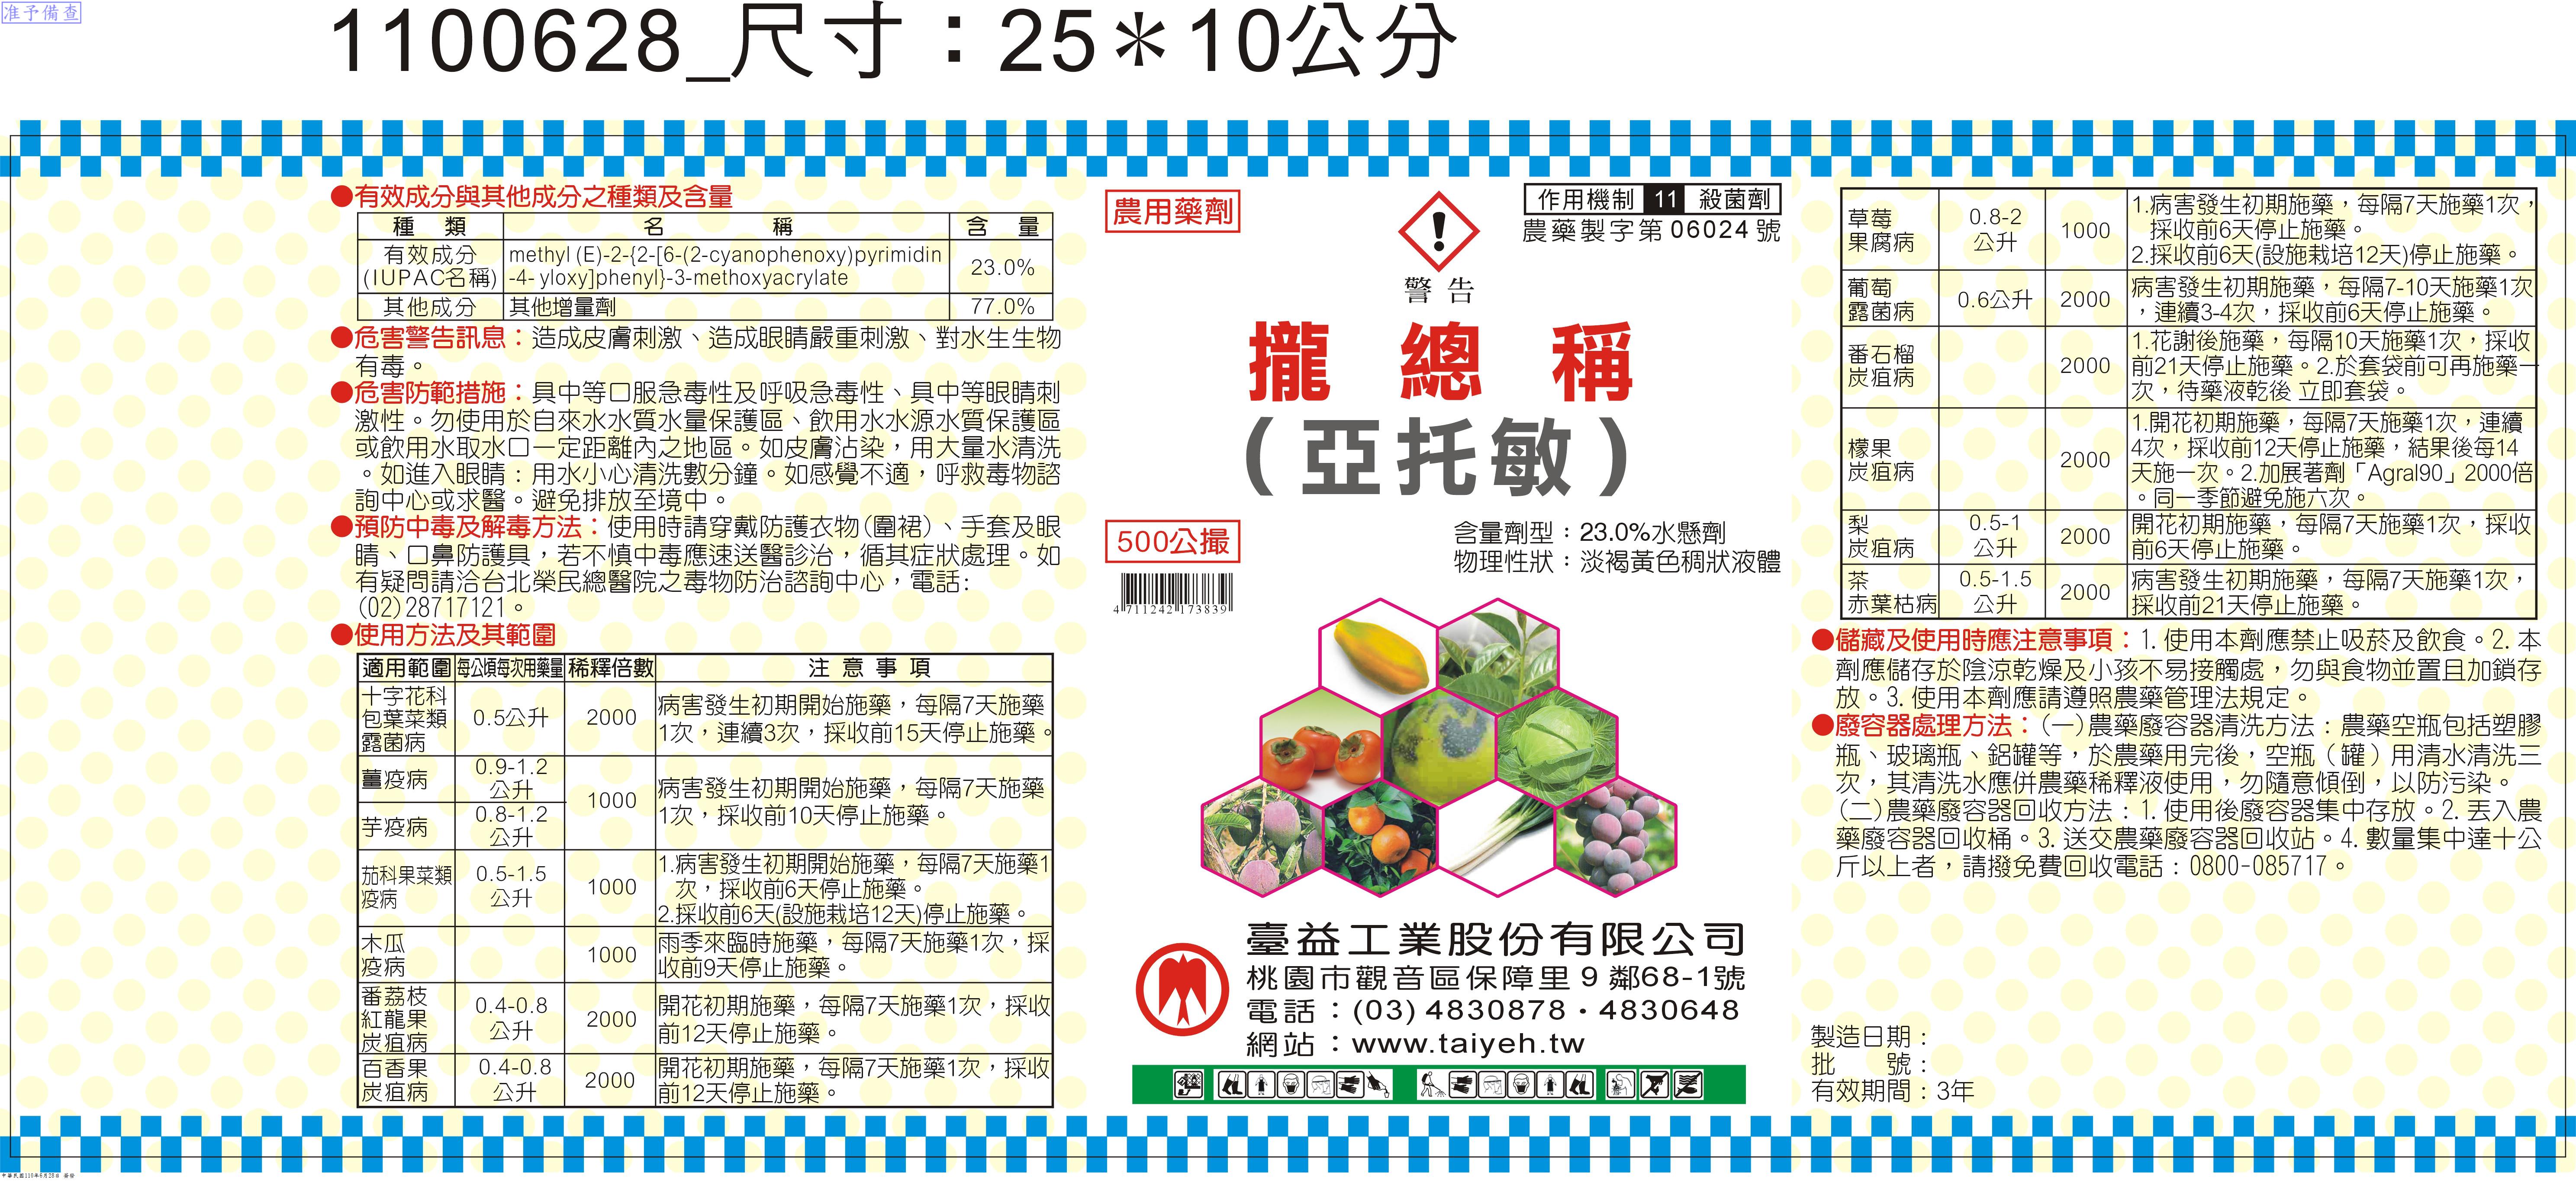 准予備查
1100628_尺寸：25＊10公分
●有效成分與其他成分之種類及含量
種 類 名 稱 含 量
有效成分
(IUPAC名稱)
methyl (E)-2-{2-[6-(2-cyanophenoxy)pyrimidin
-4- yloxy]phenyl}-3-methoxyacrylate
23.0%
其他成分 其他增量劑 77.0%
●危害警告訊息：造成皮膚刺激、造成眼睛嚴重刺激、對水生生物
有毒。
●危害防範措施：具中等口服急毒性及呼吸急毒性、具中等眼睛刺
激性。勿使用於自來水水質水量保護區、飲用水水源水質保護區
或飲用水取水口一定距離內之地區。如皮膚沾染，用大量水清洗
。如進入眼睛：用水小心清洗數分鐘。如感覺不適，呼救毒物諮
詢中心或求醫。避免排放至境中。
●預防中毒及解毒方法：使用時請穿戴防護衣物(圍裙)、手套及眼
睛、口鼻防護具，若不慎中毒應速送醫診治，循其症狀處理。如
有疑問請洽台北榮民總醫院之毒物防治諮詢中心，電話:
(02)28717121。
●使用方法及其範圍
適用範圍 每公頃每次用藥量 稀釋倍數 注意事項
十字花科
包葉菜類
露菌病
0.5公升
2000
病害發生初期開始施藥，每隔7天施藥
1次，連續3次，採收前15天停止施藥。
薑疫病
0.9-1.2
公升
芋疫病
0.8-1.2
公升
1000
病害發生初期開始施藥，每隔7天施藥
1次，採收前10天停止施藥。
茄科果菜類
疫病
0.5-1.5
公升
1000
1.病害發生初期開始施藥，每隔7天施藥1
次，採收前6天停止施藥。
2.採收前6天(設施栽培12天)停止施藥。
木瓜
疫病
1000
雨季來臨時施藥，每隔7天施藥1次，採
收前9天停止施藥。
番荔枝
紅龍果
炭疽病
0.4-0.8
公升
2000
開花初期施藥，每隔7天施藥1次，採收
前12天停止施藥。
百香果
炭疽病
0.4-0.8
公升
2000
開花初期施藥，每隔7天施藥1次，採收
前12天停止施藥。
農用藥劑
警告
作用機制 11 殺菌劑
農藥製字第06024號
攏總稱
(亞托敏)
500公撮
4 711242 173839
含量劑型：23.0%水懸劑
物理性狀：淡褐黃色稠狀液體
臺益工業股份有限公司
桃園市觀音區保障里9鄰68-1號
電話：(03) 4830878・4830648
網站：www.taiyeh.tw
草莓
果腐病
0.8-2
公升
1000
1.病害發生初期施藥，每隔7天施藥1次，
採收前6天停止施藥。
2.採收前6天(設施栽培12天)停止施藥。
葡萄
露菌病
0.6公升
2000
病害發生初期施藥，每隔7-10天施藥1次
，連續3-4次，採收前6天停止施藥。
番石榴
炭疽病
2000
1.花謝後施藥，每隔10天施藥1次，採收
前21天停止施藥。2.於套袋前可再施藥一
次，待藥液乾後 立即套袋。
檬果
炭疽病
2000
1.開花初期施藥，每隔7天施藥1次，連續
4次，採收前12天停止施藥，結果後每14
天施一次。2.加展著劑「Agral90」2000倍
。同一季節避免施六次。
梨
炭疽病
0.5-1
公升
2000
開花初期施藥，每隔7天施藥1次，採收
前6天停止施藥。
茶
赤葉枯病
0.5-1.5
公升
2000
病害發生初期施藥，每隔7天施藥1次，
採收前21天停止施藥。
●儲藏及使用時應注意事項：1.使用本劑應禁止吸菸及飲食。2.本
劑應儲存於陰涼乾燥及小孩不易接觸處，勿與食物並置且加鎖存
放。3.使用本劑應請遵照農藥管理法規定。
●廢容器處理方法：(一)農藥廢容器清洗方法：農藥空瓶包括塑膠
瓶、玻璃瓶、鋁罐等，於農藥用完後，空瓶（罐）用清水清洗三
次，其清洗水應併農藥稀釋液使用，勿隨意傾倒，以防污染。
(二)農藥廢容器回收方法：1.使用後廢容器集中存放。2.丟入農
藥廢容器回收桶。3.送交農藥廢容器回收站。4.數量集中達十公
斤以上者，請撥免費回收電話：0800-085717。
製造日期：
批 號：
有效期間：3年
中華民國110年6月28日